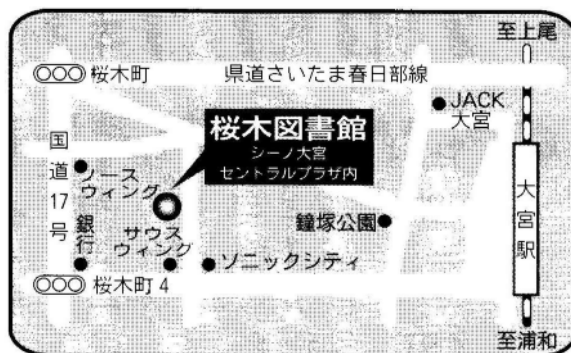 至上尾
桜木町
県道さいたま春日部線
JACK
大宮
桜木図書館
シーノ大宮
セントラルプラザ内
国道17号
ノース
ウィング
鐘塚公園
大宮駅
銀行
サウス
ウィング
ソニックシティ
桜木町4
至浦和